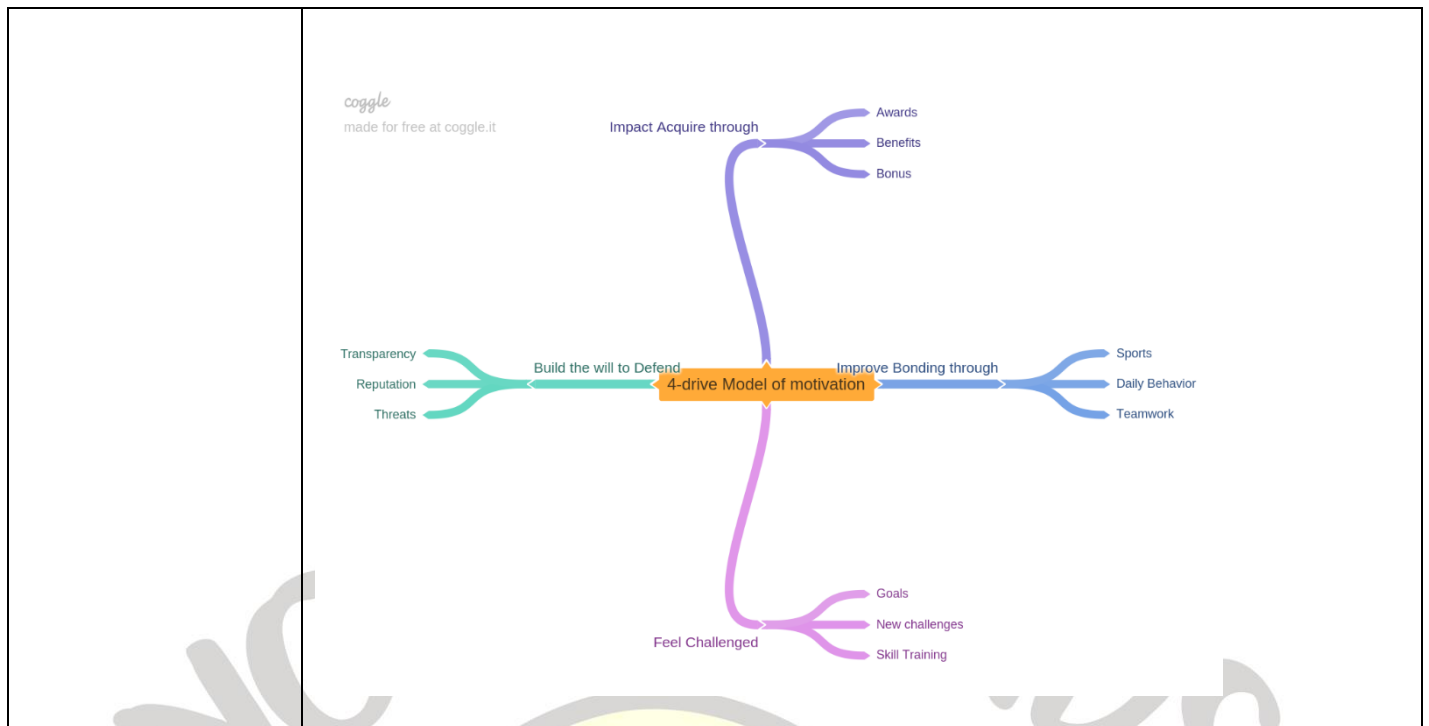 coggle
made for free at coggle.it
Impact Acquire through
Awards
Benefits
Bonus
Transparency
Reputation
Threats
Build the will to Defend
4-drive Model of motivation
Improve Bonding through
Sports
Daily Behavior
Teamwork
Feel Challenged
Goals
New challenges
Skill Training